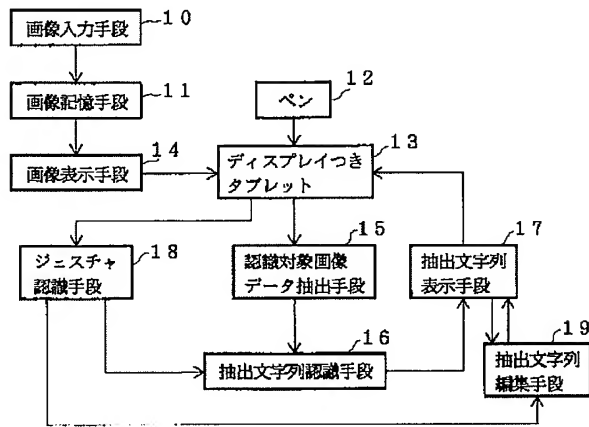 10
画像入力手段
11
画像記憶手段
12
ペン
14
画像表示手段
13
ディスプレイつき
タブレット
18
ジェスチャ
認識手段
15
認識対象画像
データ抽出手段
17
抽出文字列
表示手段
16
抽出文字列認識手段
19
抽出文字列
編集手段